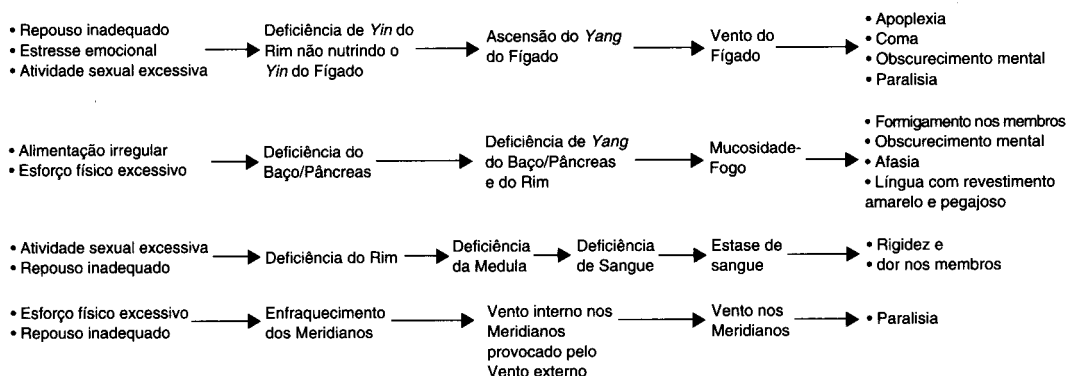 • Repouso inadequado
• Estresse emocional
• Atividade sexual excessiva
Deficiência de Yin do
Rim não nutrindo o
Yin do Fígado
Ascensão do Yang
do Fígado
Vento do
Fígado
• Apoplexia
• Coma
• Obscurecimento mental
• Paralisia
• Alimentação irregular
• Esforço físico excessivo
Deficiência do
Baço/Pâncreas
Deficiência de Yang
do Baço/Pâncreas
e do Rim
Mucosidade-
Fogo
• Formigamento nos membros
• Obscurecimento mental
• Afasia
• Língua com revestimento
amarelo e pegajoso
• Atividade sexual excessiva
• Repouso inadequado
Deficiência do Rim
Deficiência
da Medula
Deficiência
de Sangue
Estase de
sangue
• Rigidez e
• dor nos membros
• Esforço físico excessivo
• Repouso inadequado
Enfraquecimento
dos Meridianos
Vento interno nos
Meridianos
provocado pelo
Vento externo
Vento nos
Meridianos
• Paralisia